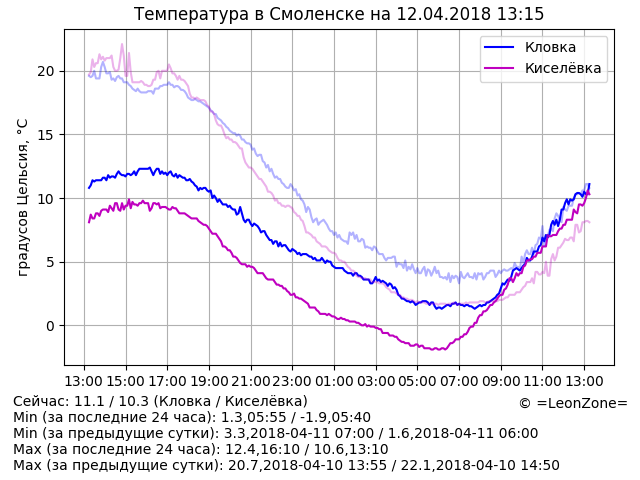 Температура в Смоленске на 12.04.2018 13:15
Кловка
Киселёвка
градусов Цельсия, °C
20
15
10
5
0
13:00 15:00 17:00 19:00 21:00 23:00 01:00 03:00 05:00 07:00 09:00 11:00 13:00
Сейчас: 11.1 / 10.3 (Кловка / Киселёвка)
© =LeonZone=
Min (за последние 24 часа): 1.3,05:55 / -1.9,05:40
Min (за предыдущие сутки): 3.3,2018-04-11 07:00 / 1.6,2018-04-11 06:00
Max (за последние 24 часа): 12.4,16:10 / 10.6,13:10
Max (за предыдущие сутки): 20.7,2018-04-10 13:55 / 22.1,2018-04-10 14:50